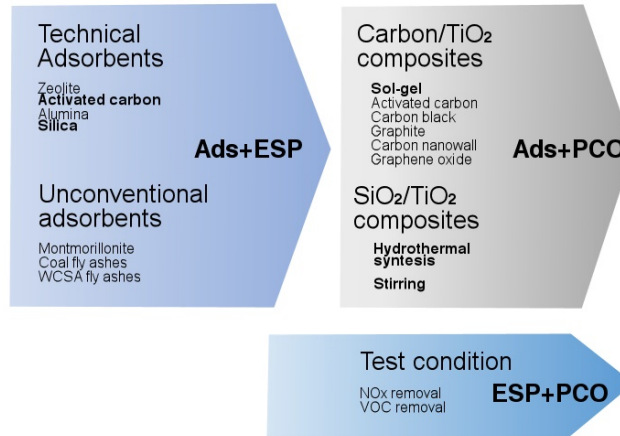 Technical
Adsorbents
Zeolite
Activated carbon
Alumina
Silica
Ads+ESP
Unconventional
adsorbents
Montmorillonite
Coal fly ashes
WCSA fly ashes
Carbon/TiO₂
composites
Sol-gel
Activated carbon
Carbon black
Graphite
Carbon nanowall
Graphene oxide
Ads+PCO
SiO₂/TiO₂
composites
Hydrothermal
syntesis
Stirring
Test condition
NOx removal
VOC removal
ESP+PCO